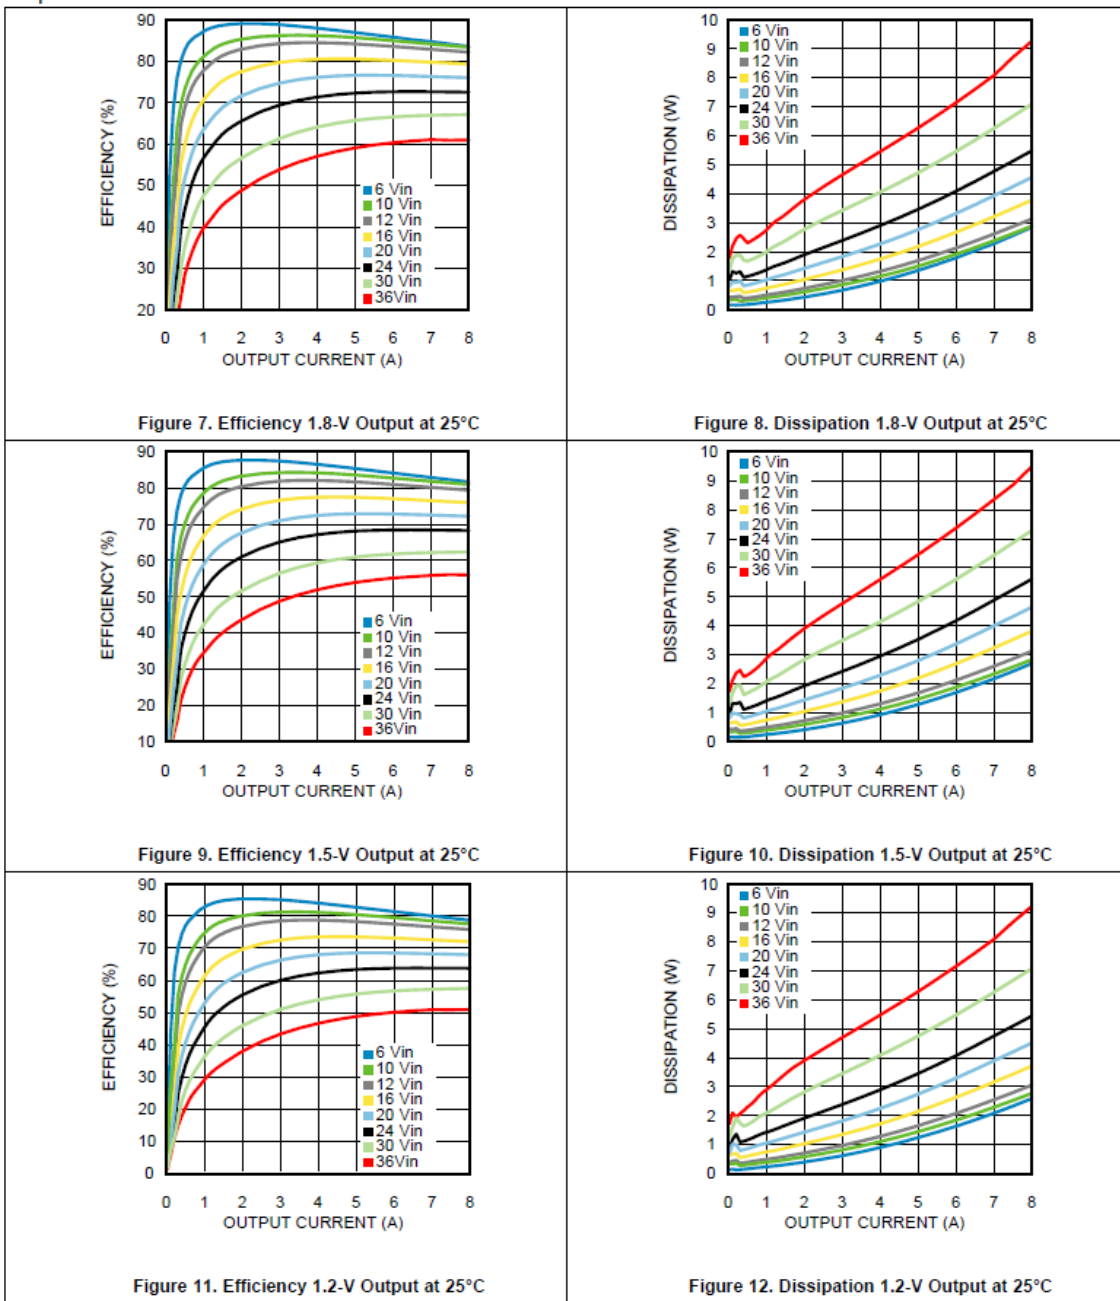 90
80
70
60
50
40
30
20
EFFICIENCY (%)
6 Vin
10 Vin
12 Vin
16 Vin
20 Vin
24 Vin
30 Vin
36Vin
0 1 2 3 4 5 6 7 8
OUTPUT CURRENT (A)
Figure 7. Efficiency 1.8-V Output at 25°C
10
9
8
7
6
5
4
3
2
1
0
DISSIPATION (W)
6 Vin
10 Vin
12 Vin
16 Vin
20 Vin
24 Vin
30 Vin
36 Vin
0 1 2 3 4 5 6 7 8
OUTPUT CURRENT (A)
Figure 8. Dissipation 1.8-V Output at 25°C
90
80
70
60
50
40
30
20
10
EFFICIENCY (%)
6 Vin
10 Vin
12 Vin
16 Vin
20 Vin
24 Vin
30 Vin
36Vin
0 1 2 3 4 5 6 7 8
OUTPUT CURRENT (A)
Figure 9. Efficiency 1.5-V Output at 25°C
10
9
8
7
6
5
4
3
2
1
0
DISSIPATION (W)
6 Vin
10 Vin
12 Vin
16 Vin
20 Vin
24 Vin
30 Vin
36 Vin
0 1 2 3 4 5 6 7 8
OUTPUT CURRENT (A)
Figure 10. Dissipation 1.5-V Output at 25°C
90
80
70
60
50
40
30
20
10
0
EFFICIENCY (%)
6 Vin
10 Vin
12 Vin
16 Vin
20 Vin
24 Vin
30 Vin
36Vin
0 1 2 3 4 5 6 7 8
OUTPUT CURRENT (A)
Figure 11. Efficiency 1.2-V Output at 25°C
10
9
8
7
6
5
4
3
2
1
0
DISSIPATION (W)
6 Vin
10 Vin
12 Vin
16 Vin
20 Vin
24 Vin
30 Vin
36 Vin
0 1 2 3 4 5 6 7 8
OUTPUT CURRENT (A)
Figure 12. Dissipation 1.2-V Output at 25°C